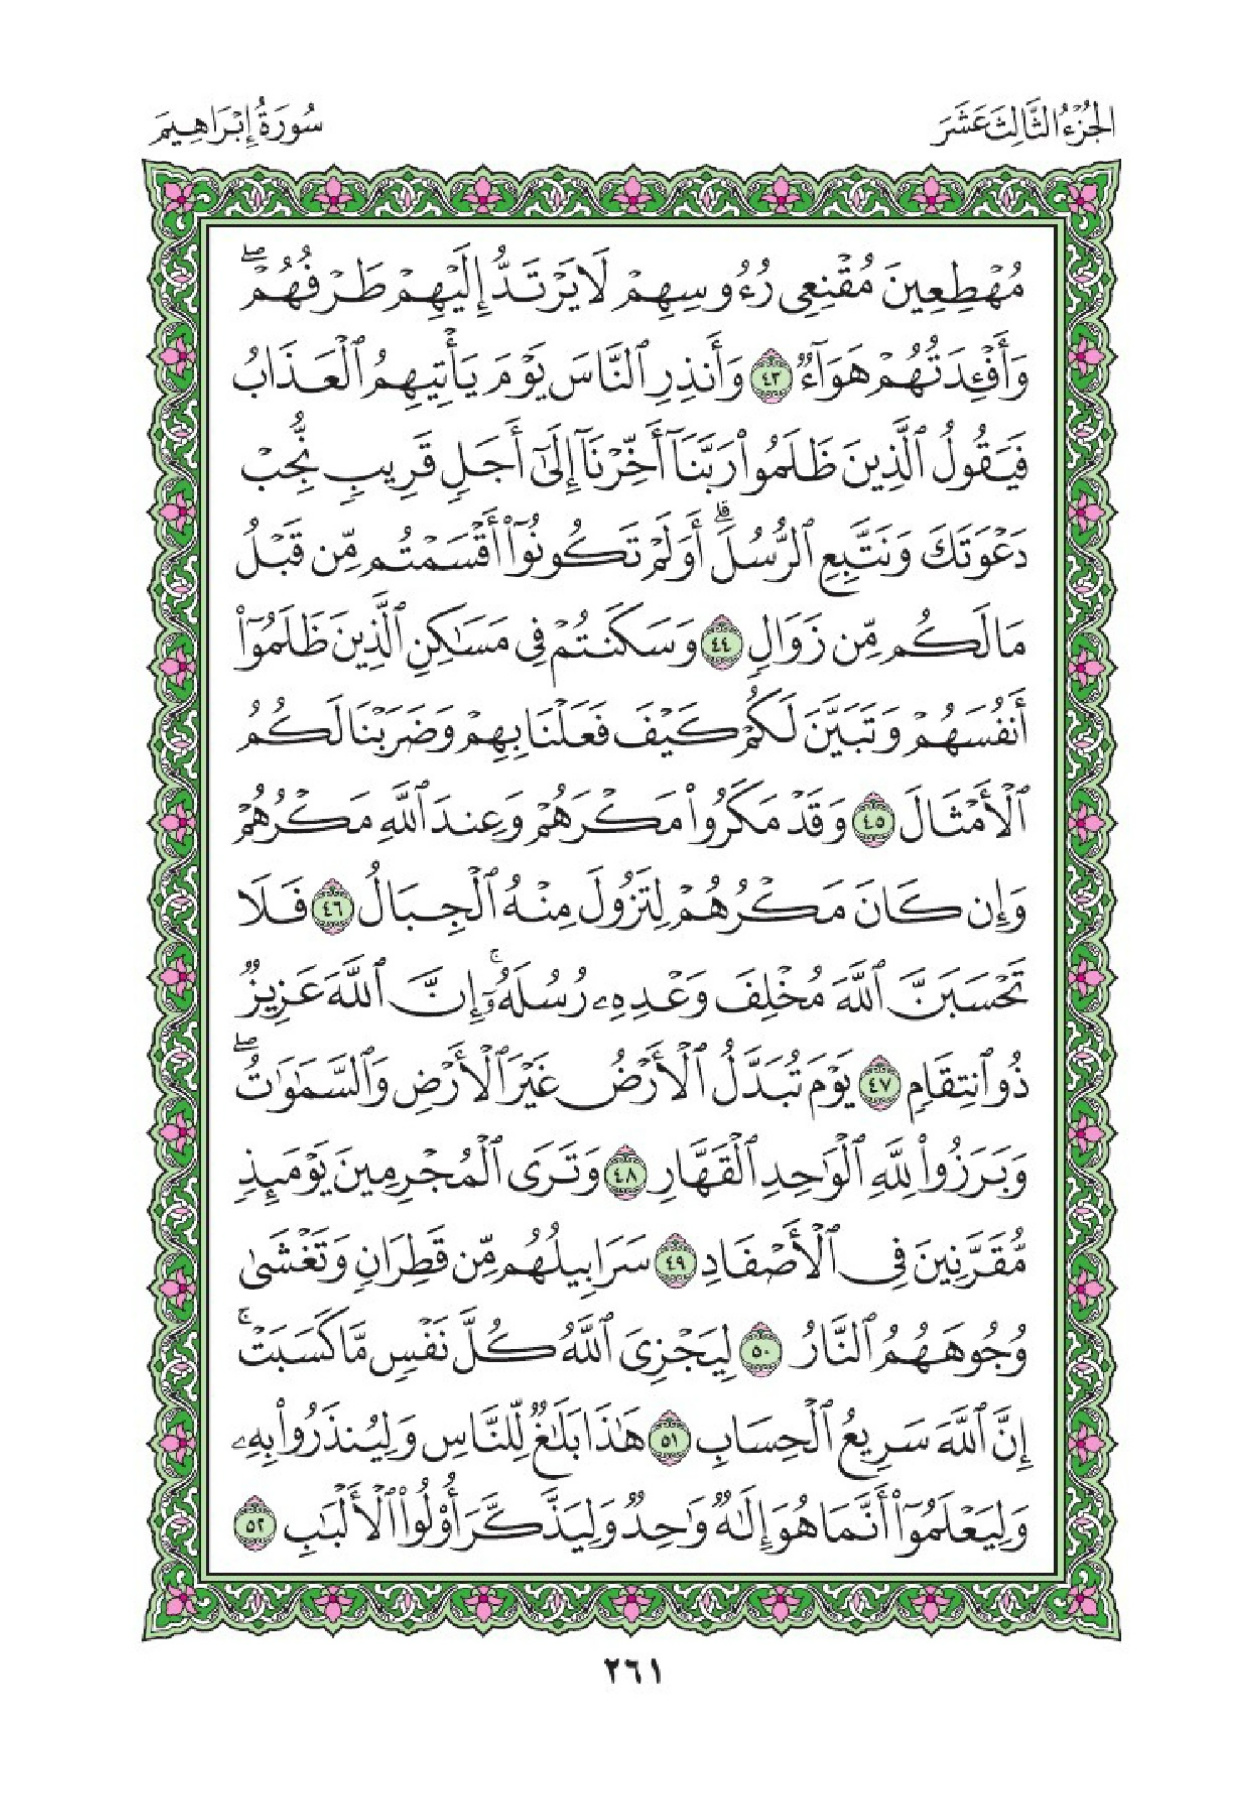 الجُزْءُ الثَّالِثَ عَشَرَ
سُورَةُ إِبْرَاهِيمَ
مُهْطِعِينَ مُقْنِعِى رُءُوسِهِمْ لَا يَرْتَدُّ إِلَيْهِمْ طَرْفُهُمْ ۖ
وَأَفْـِٔدَتُهُمْ هَوَآءٌ ٤٣ وَأَنذِرِ ٱلنَّاسَ يَوْمَ يَأْتِيهِمُ ٱلْعَذَابُ
فَيَقُولُ ٱلَّذِينَ ظَلَمُوا۟ رَبَّنَآ أَخِّرْنَآ إِلَىٰٓ أَجَلٍ قَرِيبٍ نُّجِبْ
دَعْوَتَكَ وَنَتَّبِعِ ٱلرُّسُلَ ۗ أَوَلَمْ تَكُونُوٓا۟ أَقْسَمْتُم مِّن قَبْلُ
مَا لَكُم مِّن زَوَالٍ ٤٤ وَسَكَنتُمْ فِى مَسَـٰكِنِ ٱلَّذِينَ ظَلَمُوٓا۟
أَنفُسَهُمْ وَتَبَيَّنَ لَكُمْ كَيْفَ فَعَلْنَا بِهِمْ وَضَرَبْنَا لَكُمُ
ٱلْأَمْثَالَ ٤٥ وَقَدْ مَكَرُوا۟ مَكْرَهُمْ وَعِندَ ٱللَّهِ مَكْرُهُمْ
وَإِن كَانَ مَكْرُهُمْ لِتَزُولَ مِنْهُ ٱلْجِبَالُ ٤٦ فَلَا
تَحْسَبَنَّ ٱللَّهَ مُخْلِفَ وَعْدِهِۦ رُسُلَهُۥٓ ۚ إِنَّ ٱللَّهَ عَزِيزٌ
ذُو ٱنتِقَامٍ ٤٧ يَوْمَ تُبَدَّلُ ٱلْأَرْضُ غَيْرَ ٱلْأَرْضِ وَٱلسَّمَـٰوَٰتُ ۖ
وَبَرَزُوا۟ لِلَّهِ ٱلْوَٰحِدِ ٱلْقَهَّارِ ٤٨ وَتَرَى ٱلْمُجْرِمِينَ يَوْمَئِذٍ
مُّقَرَّنِينَ فِى ٱلْأَصْفَادِ ٤٩ سَرَابِيلُهُم مِّن قَطِرَانٍ وَتَغْشَىٰ
وُجُوهَهُمُ ٱلنَّارُ ٥٠ لِيَجْزِىَ ٱللَّهُ كُلَّ نَفْسٍ مَّا كَسَبَتْ ۚ
إِنَّ ٱللَّهَ سَرِيعُ ٱلْحِسَابِ ٥١ هَـٰذَا بَلَـٰغٌ لِّلنَّاسِ وَلِيُنذَرُوا۟ بِهِۦ
وَلِيَعْلَمُوٓا۟ أَنَّمَا هُوَ إِلَـٰهٌ وَٰحِدٌ وَلِيَذَّكَّرَ أُو۟لُوا۟ ٱلْأَلْبَـٰبِ ٥٢
٢٦١